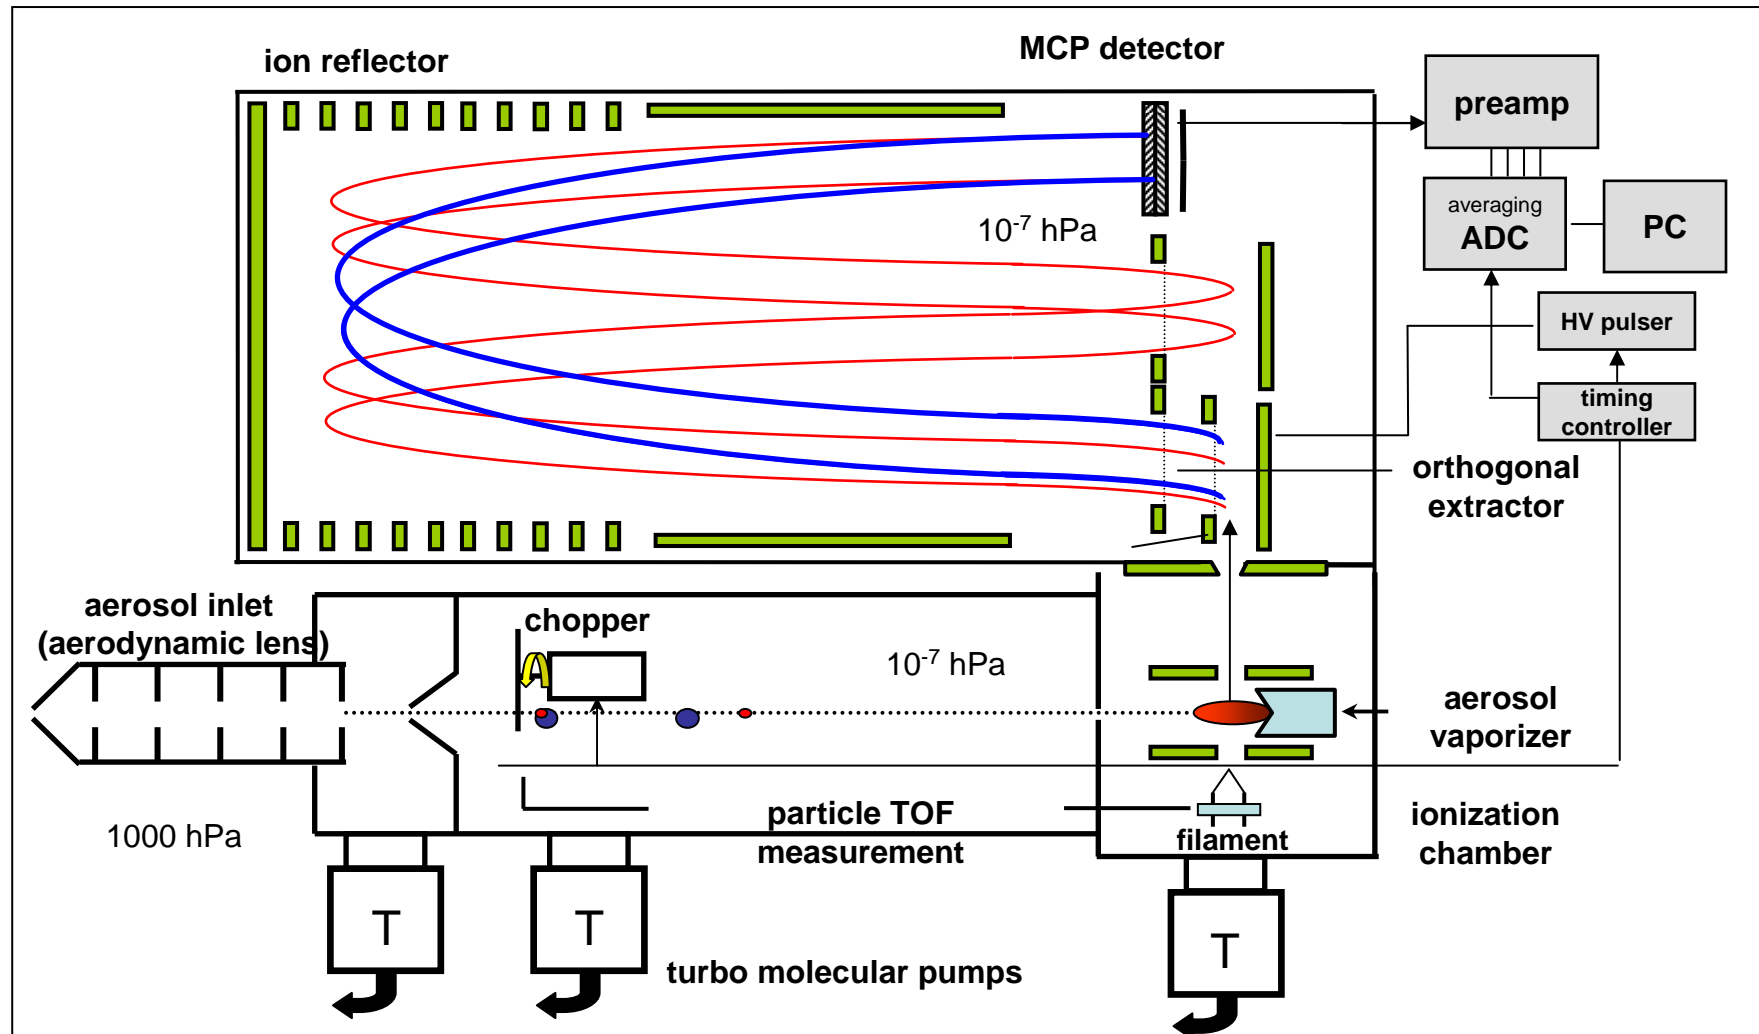 ion reflector
MCP detector
preamp
averaging
ADC
PC
10⁻⁷ hPa
HV pulser
timing
controller
orthogonal
extractor
aerosol inlet
(aerodynamic lens)
chopper
10⁻⁷ hPa
aerosol
vaporizer
1000 hPa
particle TOF
measurement
filament
ionization
chamber
T
T
T
turbo molecular pumps